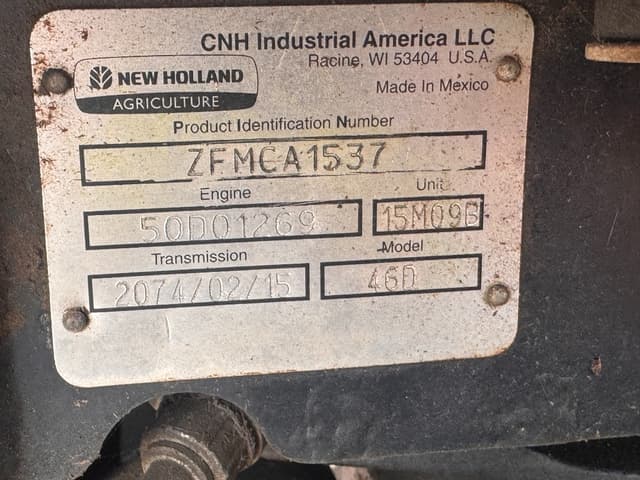 CNH Industrial America LLC
Racine, WI 53404 U.S.A.
NEW HOLLAND
AGRICULTURE
Made In Mexico
Product Identification Number
ZFMCA1537
Engine
Unit
50D01269
15M09B
Transmission
Model
2074/02/15
46D